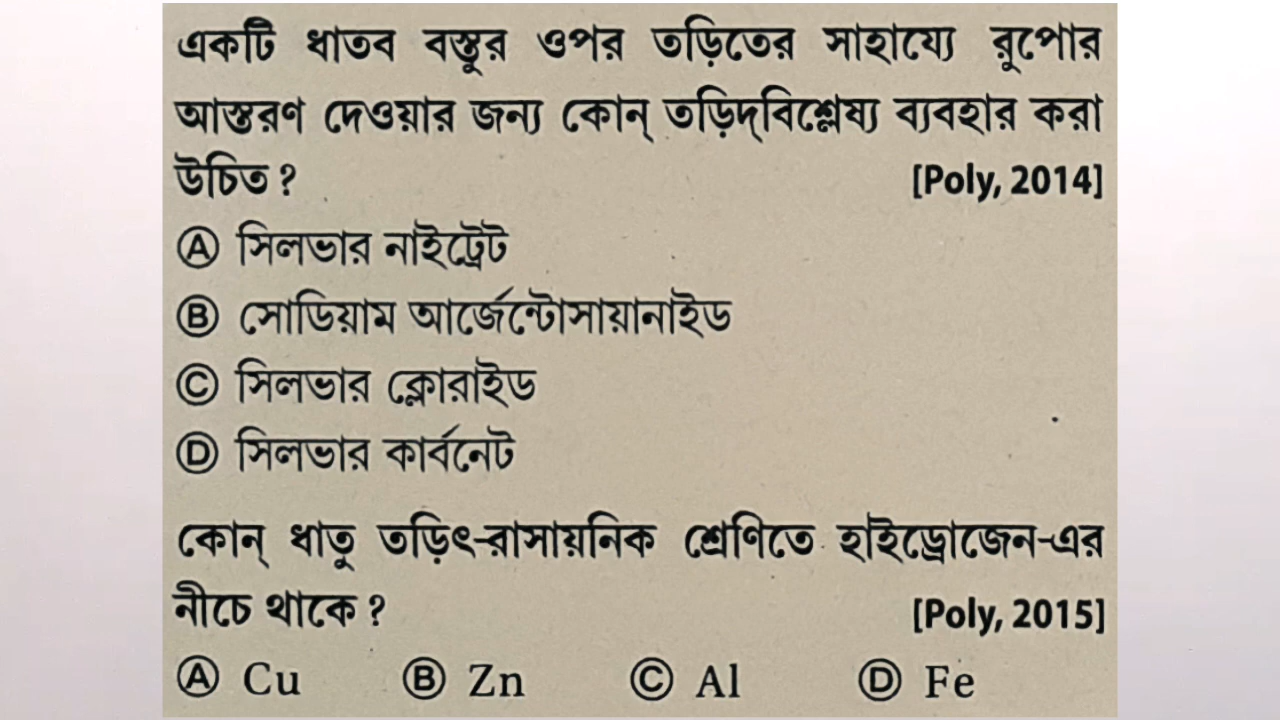 একটি ধাতব বস্তুর ওপর তড়িতের সাহায্যে রুপোর
আস্তরণ দেওয়ার জন্য কোন্ তড়িদ্‌বিশ্লেষ্য ব্যবহার করা
উচিত ? [Poly, 2014]
Ⓐ সিলভার নাইট্রেট
Ⓑ সোডিয়াম আর্জেন্টোসায়ানাইড
Ⓒ সিলভার ক্লোরাইড
Ⓓ সিলভার কার্বনেট
কোন্ ধাতু তড়িৎ-রাসায়নিক শ্রেণিতে হাইড্রোজেন-এর
নীচে থাকে ? [Poly, 2015]
Ⓐ Cu Ⓑ Zn Ⓒ Al Ⓓ Fe